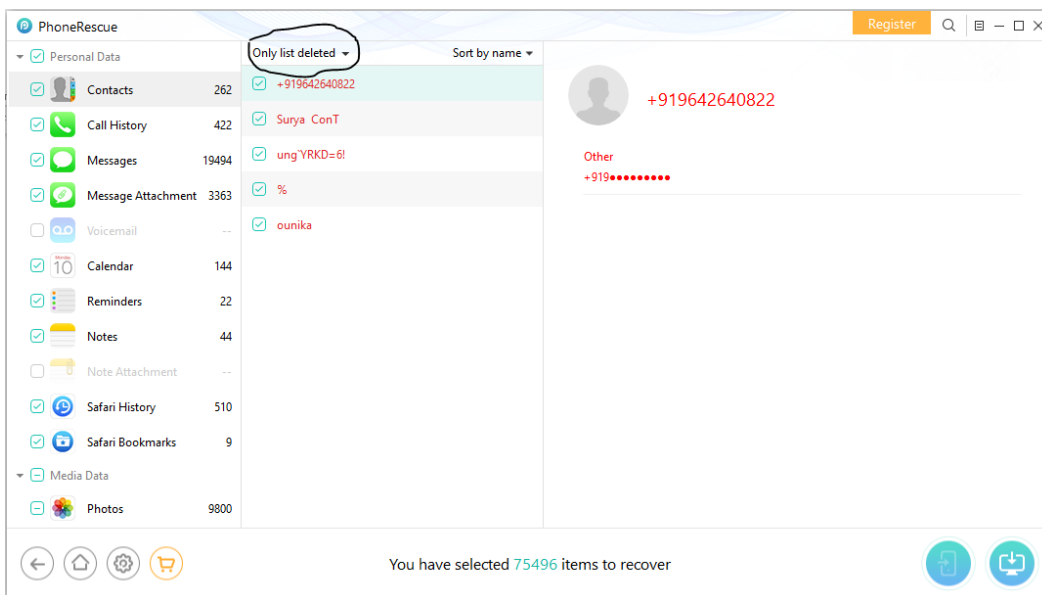 PhoneRescue
Register
Personal Data
Contacts 262
Call History 422
Messages 19494
Message Attachment 3363
Voicemail --
Calendar 144
Monday
10
Reminders 22
Notes 44
Note Attachment --
Safari History 510
Safari Bookmarks 9
Media Data
Photos 9800
Only list deleted
Sort by name
+919642640822
Surya ConT
ung`YRKD=6!
%
ounika
+919642640822
Other
+919●●●●●●●●●
You have selected 75496 items to recover